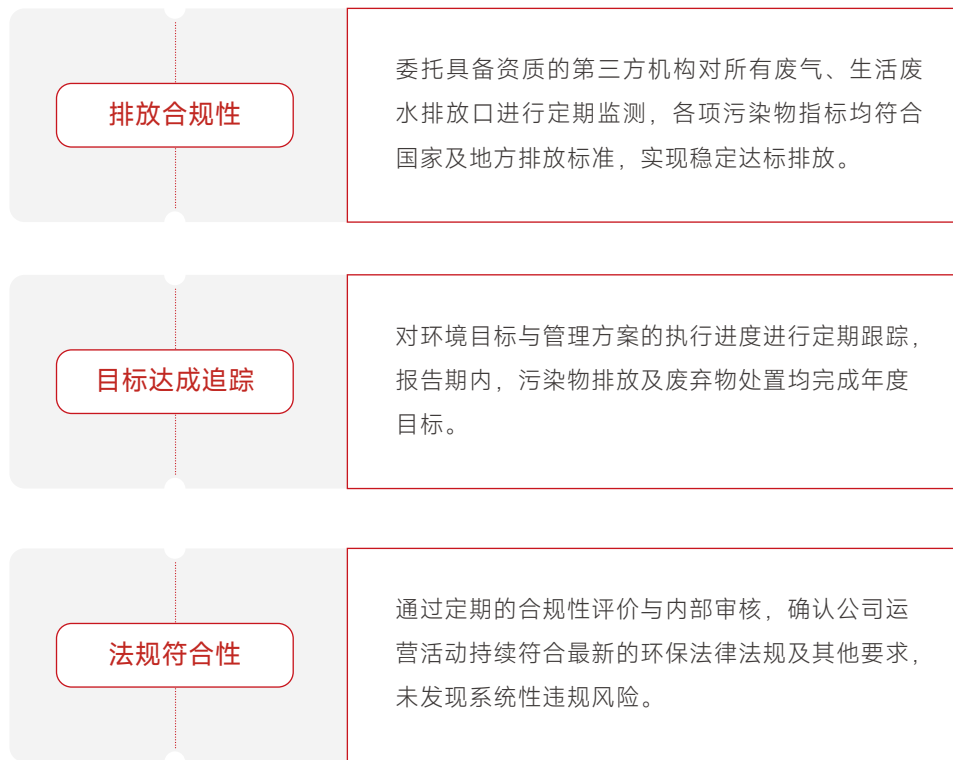 排放合规性
委托具备资质的第三方机构对所有废气、生活废
水排放口进行定期监测，各项污染物指标均符合
国家及地方排放标准，实现稳定达标排放。
目标达成追踪
对环境目标与管理方案的执行进度进行定期跟踪，
报告期内，污染物排放及废弃物处置均完成年度
目标。
法规符合性
通过定期的合规性评价与内部审核，确认公司运
营活动持续符合最新的环保法律法规及其他要求，
未发现系统性违规风险。